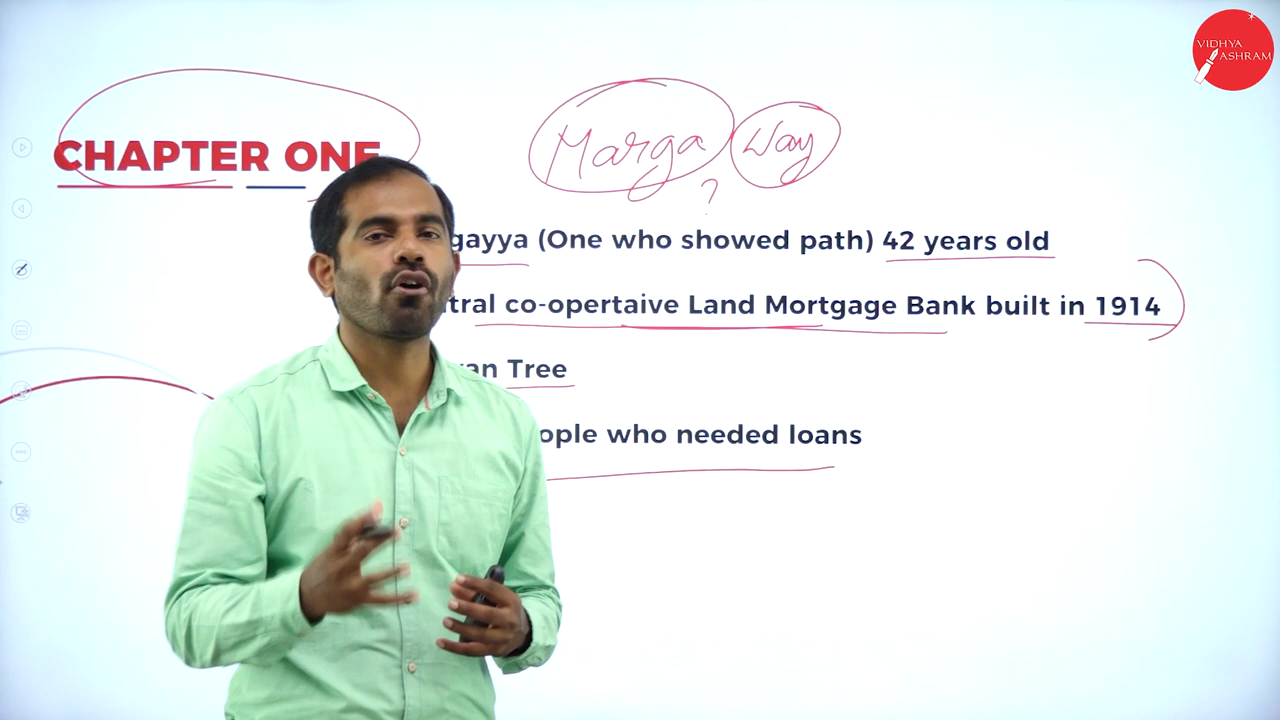 VIDHYA
ASHRAM
CHAPTER ONE
Marga Way
?
gayya (One who showed path) 42 years old
tral co-opertaive Land Mortgage Bank built in 1914
yan Tree
ople who needed loans